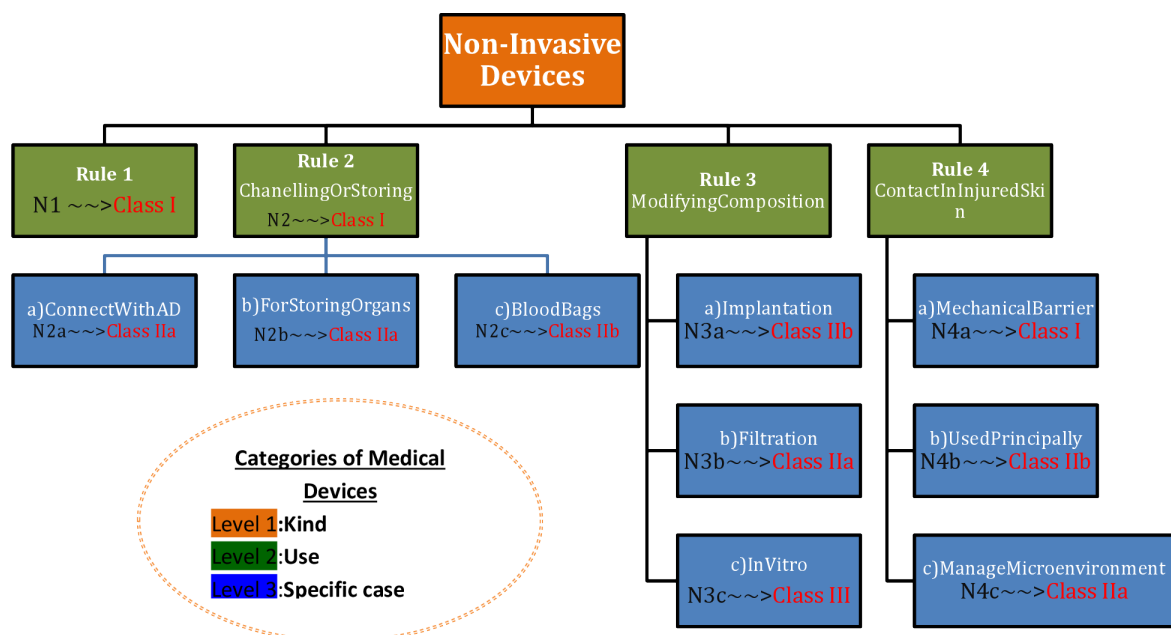 Non-Invasive
Devices
Rule 1
N1 ~~>Class I
Rule 2
ChanellingOrStoring
N2~~>Class I
Rule 3
ModifyingComposition
Rule 4
ContactInInjuredSki
n
a)ConnectWithAD
N2a~~>Class IIa
b)ForStoringOrgans
N2b~~>Class IIa
c)BloodBags
N2c~~>Class IIb
a)Implantation
N3a~~>Class IIb
a)MechanicalBarrier
N4a~~>Class I
b)Filtration
N3b~~>Class IIa
b)UsedPrincipally
N4b~~>Class IIb
c)InVitro
N3c~~>Class III
c)ManageMicroenvironment
N4c~~>Class IIa
Categories of Medical
Devices
Level 1:Kind
Level 2:Use
Level 3:Specific case